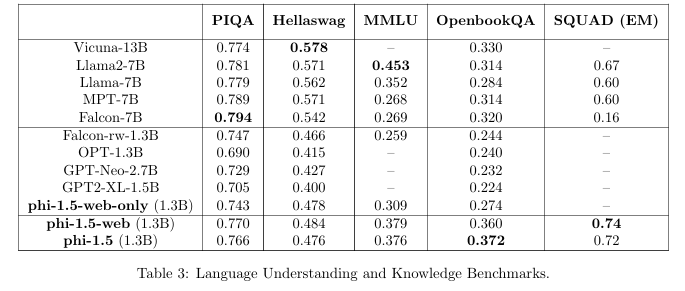 PIQA Hellaswag MMLU OpenbookQA SQUAD (EM)
Vicuna-13B 0.774 0.578 – 0.330 –
Llama2-7B 0.781 0.571 0.453 0.314 0.67
Llama-7B 0.779 0.562 0.352 0.284 0.60
MPT-7B 0.789 0.571 0.268 0.314 0.60
Falcon-7B 0.794 0.542 0.269 0.320 0.16
Falcon-rw-1.3B 0.747 0.466 0.259 0.244 –
OPT-1.3B 0.690 0.415 – 0.240 –
GPT-Neo-2.7B 0.729 0.427 – 0.232 –
GPT2-XL-1.5B 0.705 0.400 – 0.224 –
phi-1.5-web-only (1.3B) 0.743 0.478 0.309 0.274 –
phi-1.5-web (1.3B) 0.770 0.484 0.379 0.360 0.74
phi-1.5 (1.3B) 0.766 0.476 0.376 0.372 0.72
Table 3: Language Understanding and Knowledge Benchmarks.